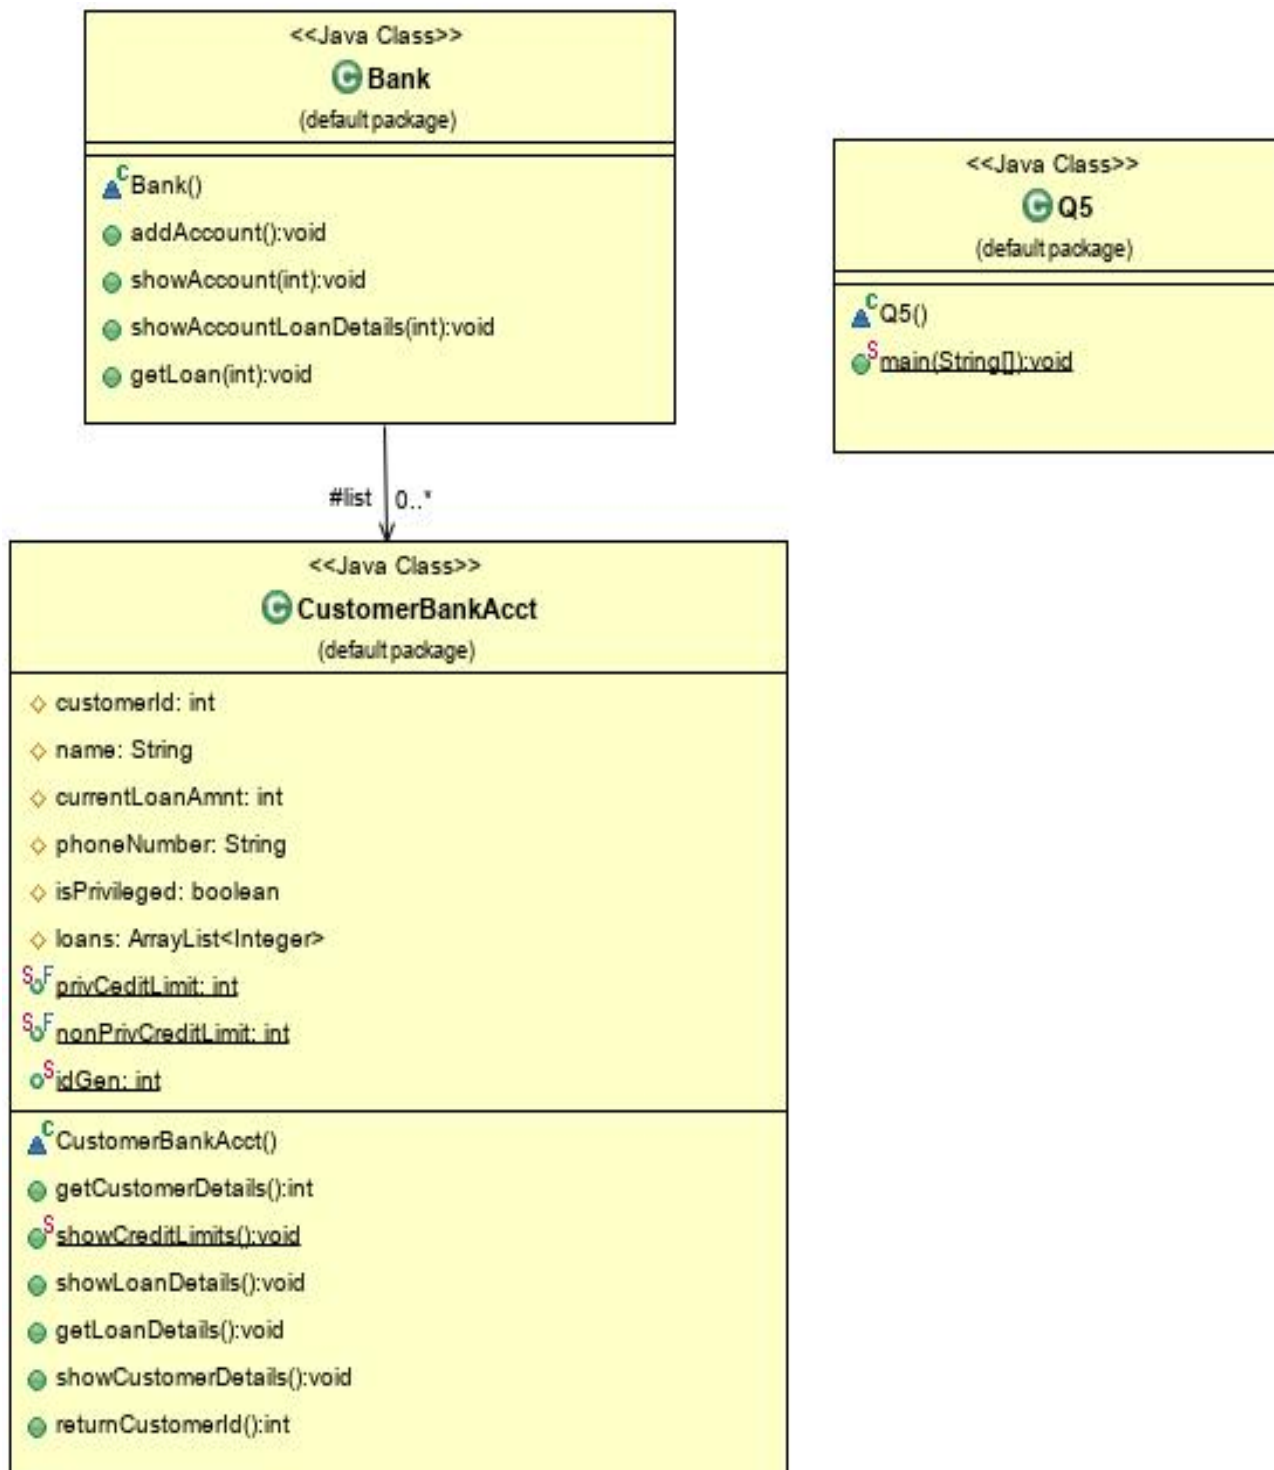 <<Java Class>>
Bank
(default package)
Bank()
addAccount():void
showAccount(int):void
showAccountLoanDetails(int):void
getLoan(int):void
<<Java Class>>
Q5
(default package)
Q5()
main(String[]):void
#list 0..*
<<Java Class>>
CustomerBankAcct
(default package)
customerId: int
name: String
currentLoanAmnt: int
phoneNumber: String
isPrivileged: boolean
loans: ArrayList<Integer>
privCeditLimit: int
nonPrivCreditLimit: int
idGen: int
CustomerBankAcct()
getCustomerDetails():int
showCreditLimits():void
showLoanDetails():void
getLoanDetails():void
showCustomerDetails():void
returnCustomerId():int